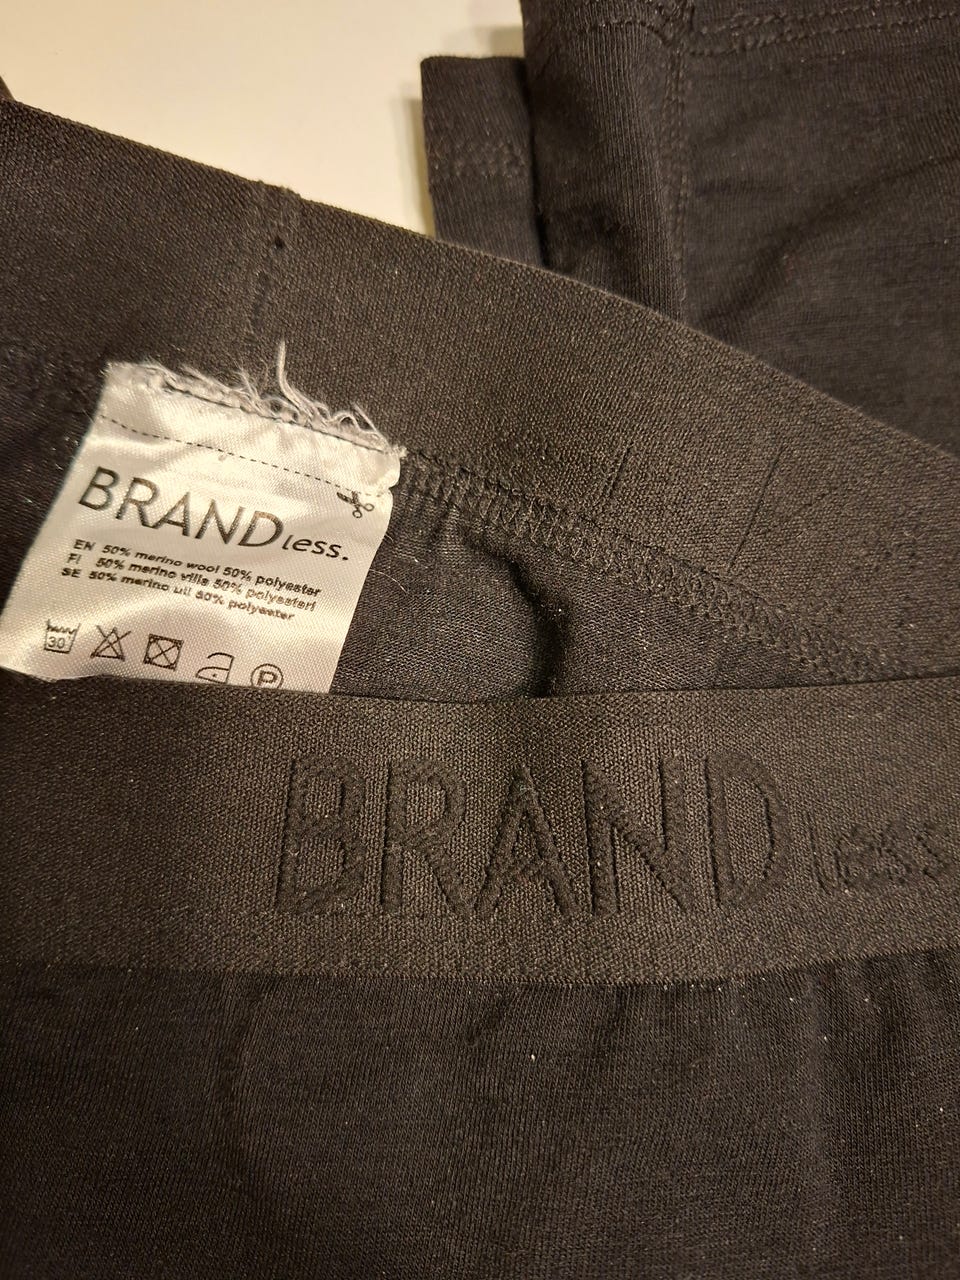 BRANDless.
EN 50% merino wool 50% polyester
FI 50% merino villa 50% polyesteri
SE 50% merino ull 50% polyester
30 P
BRANDless